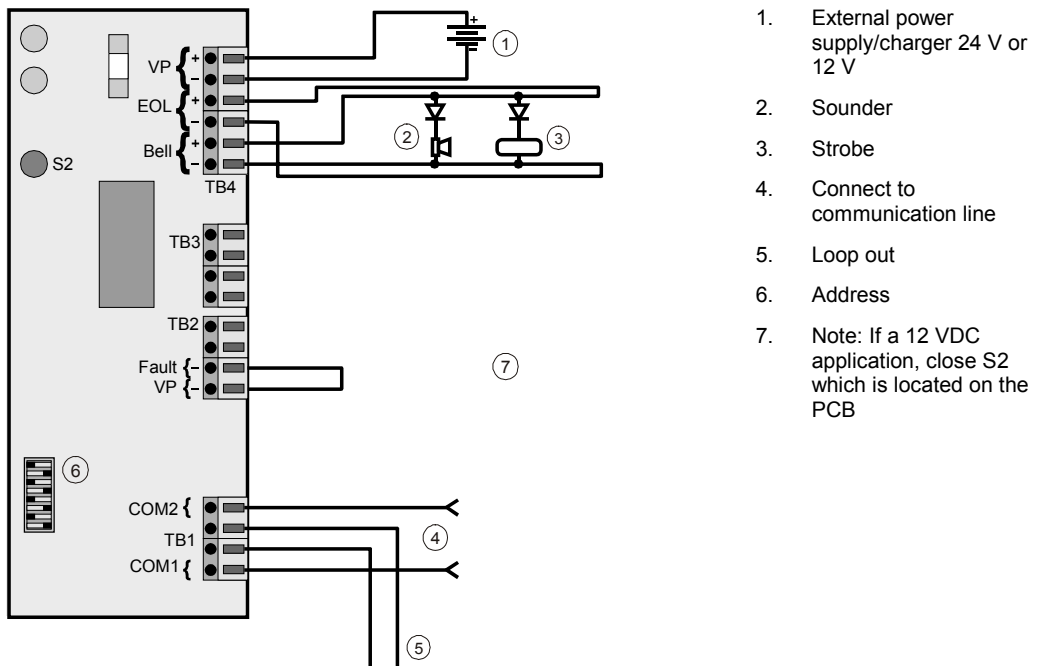 VP { +
–
EOL { +
–
Bell { +
–
TB4
S2
TB3
TB2
Fault { –
VP { –
COM2 {
TB1
COM1 {
+
1
2
3
7
6
4
5
1. External power
supply/charger 24 V or
12 V
2. Sounder
3. Strobe
4. Connect to
communication line
5. Loop out
6. Address
7. Note: If a 12 VDC
application, close S2
which is located on the
PCB